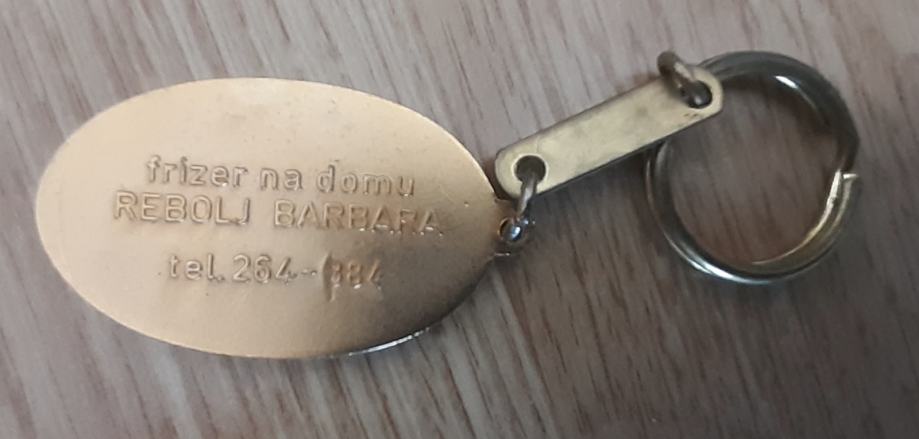 frizer na domu
REBOLJ BARBARA
tel. 264-384